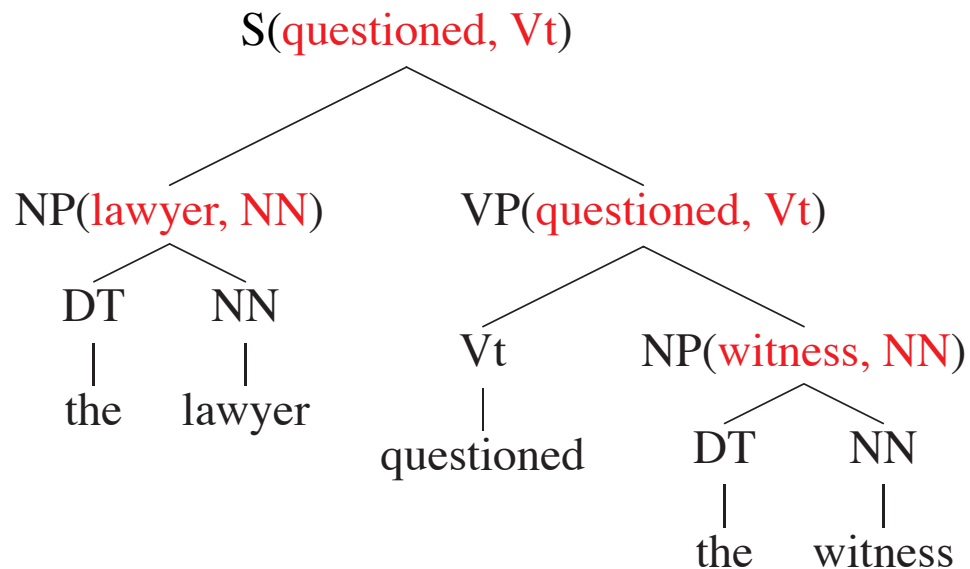 S(questioned, Vt)
NP(lawyer, NN) VP(questioned, Vt)
DT NN
Vt NP(witness, NN)
the lawyer
questioned DT NN
the witness